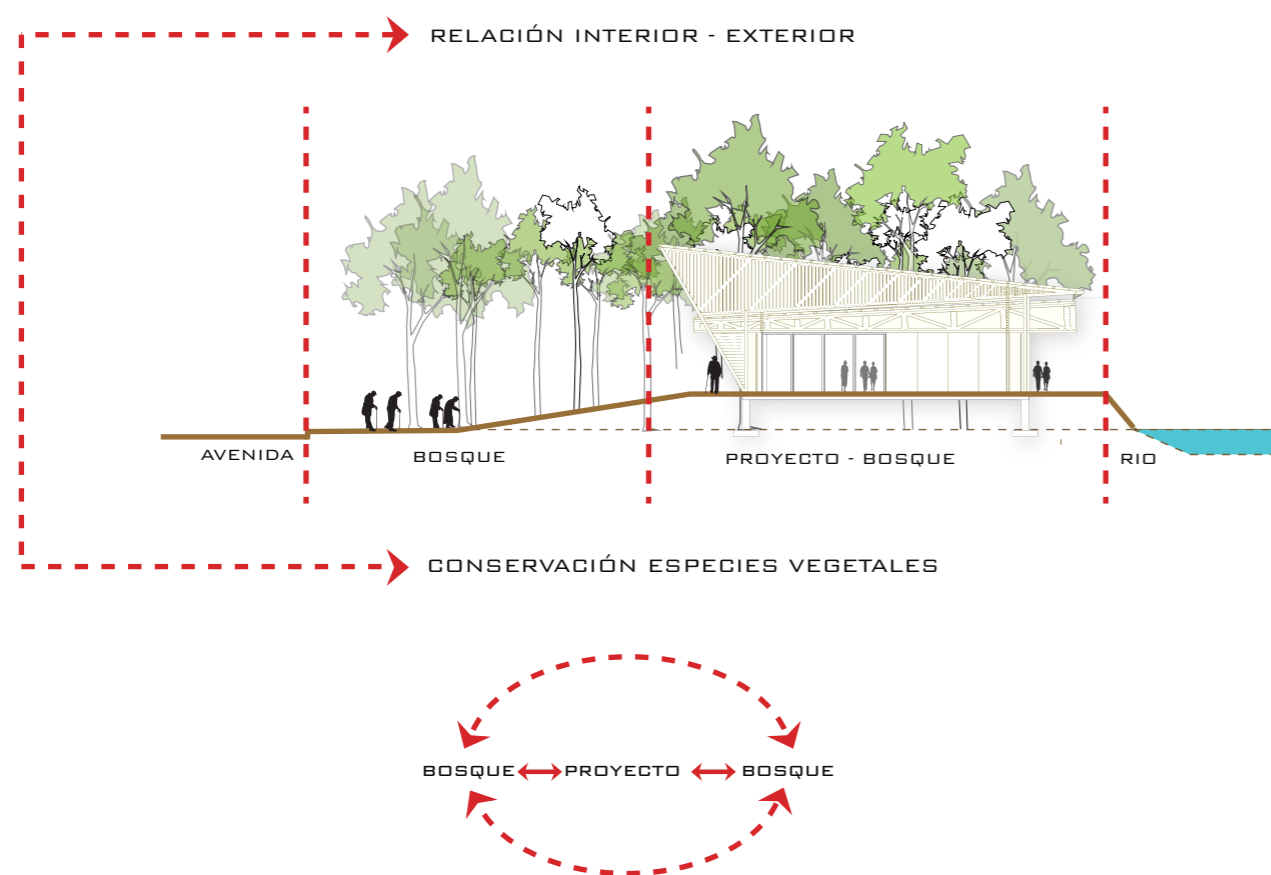 RELACIÓN INTERIOR - EXTERIOR
AVENIDA
BOSQUE
PROYECTO - BOSQUE
RIO
CONSERVACIÓN ESPECIES VEGETALES
BOSQUE PROYECTO BOSQUE